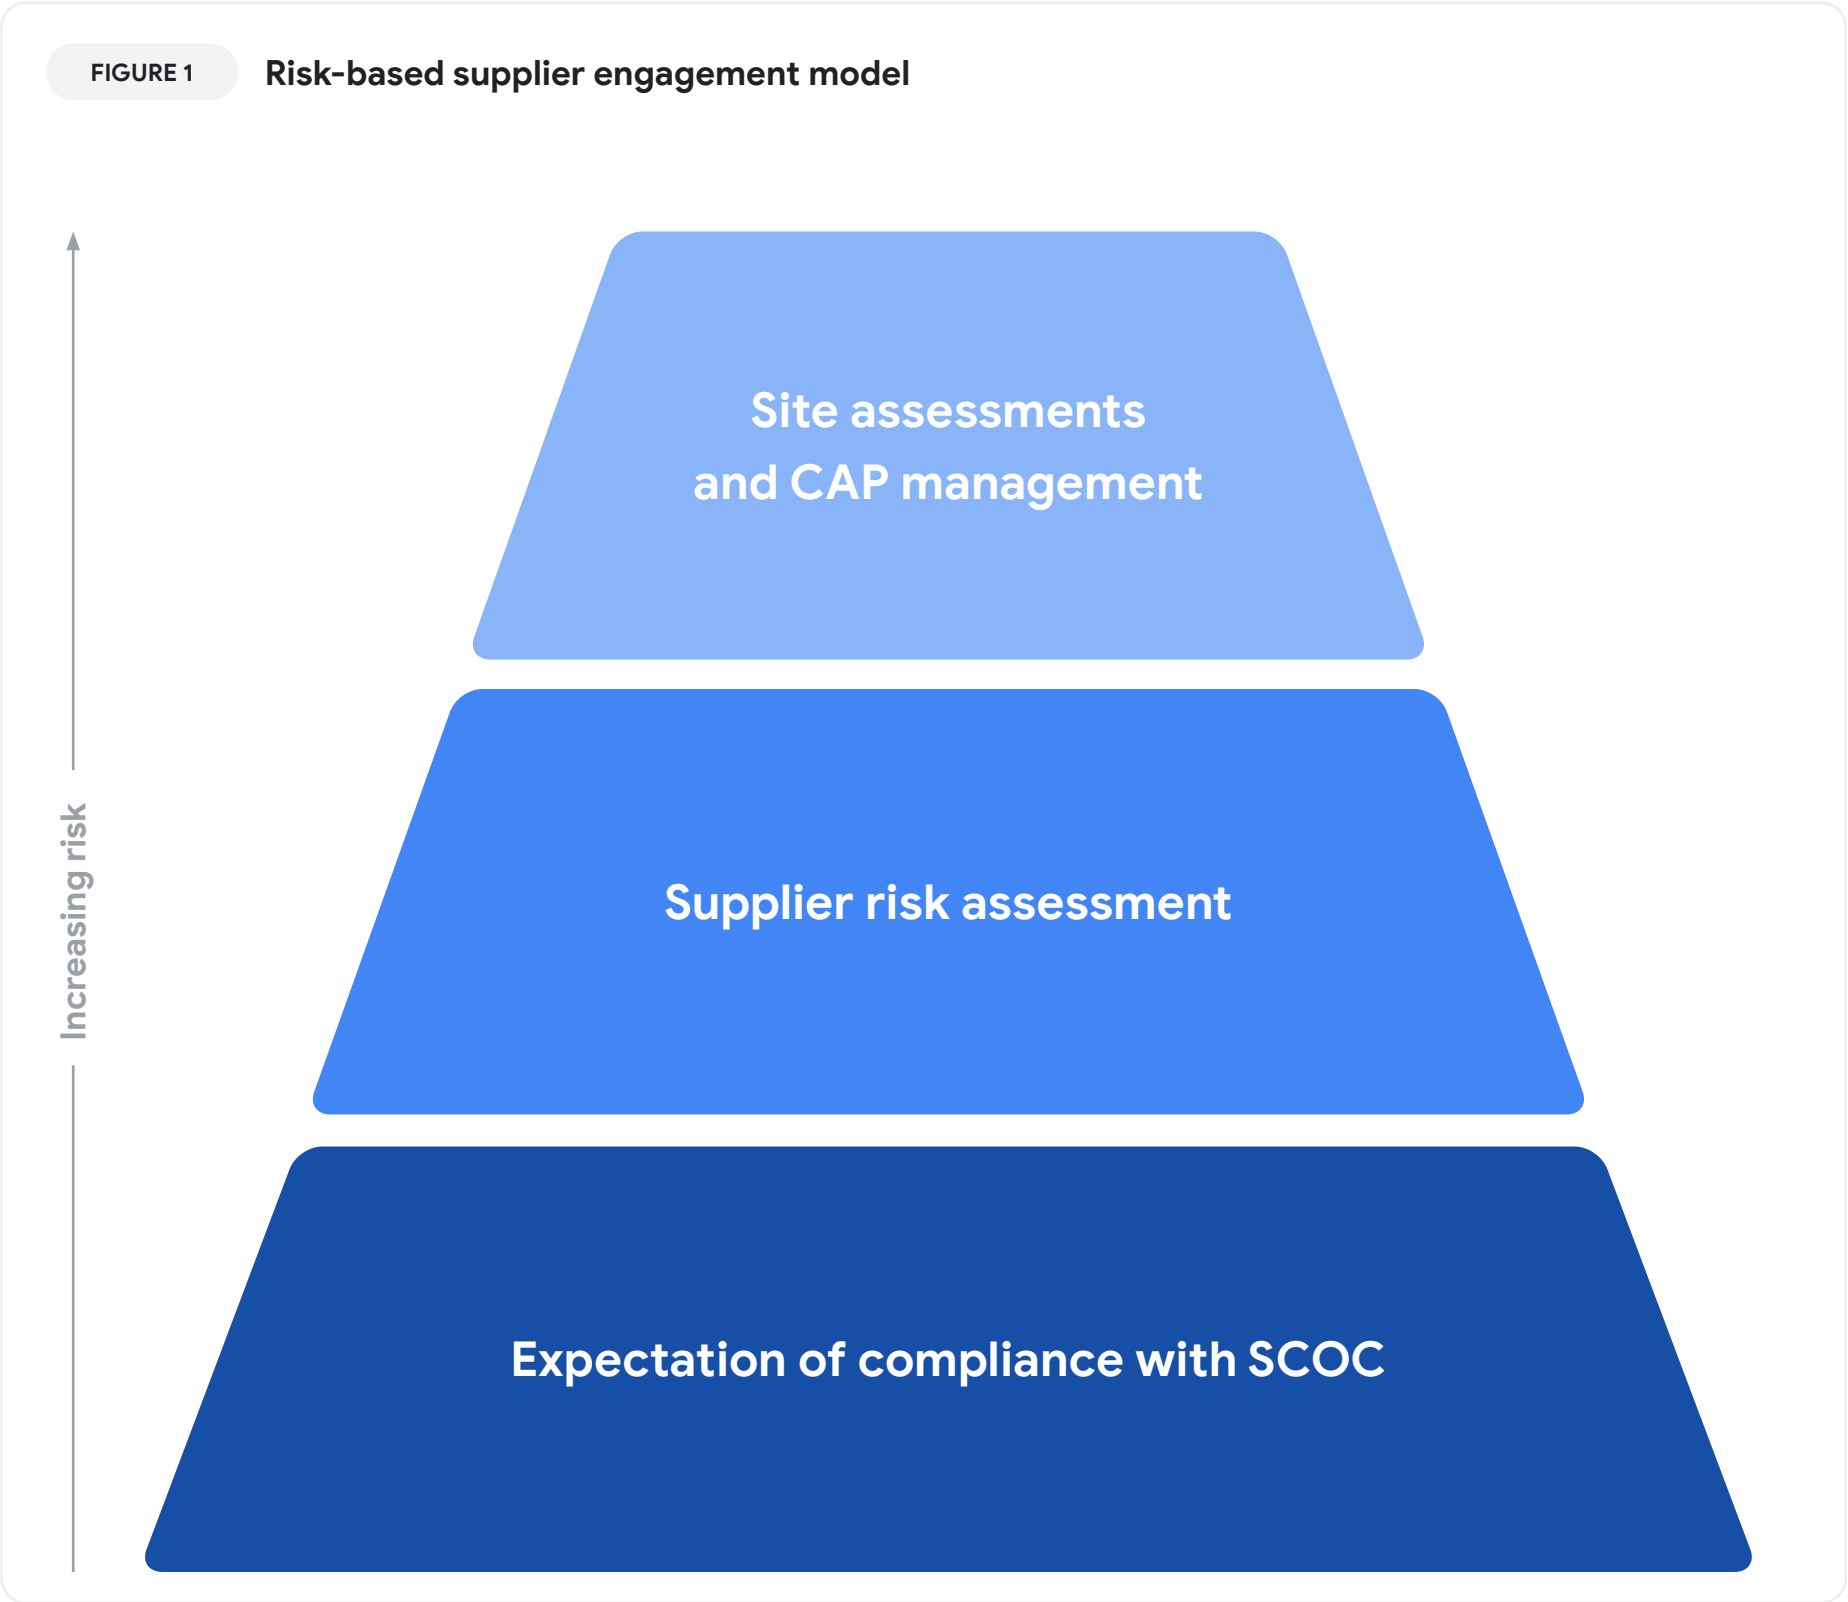 FIGURE 1
Risk-based supplier engagement model
Site assessments
and CAP management
Supplier risk assessment
Increasing risk
Expectation of compliance with SCOC